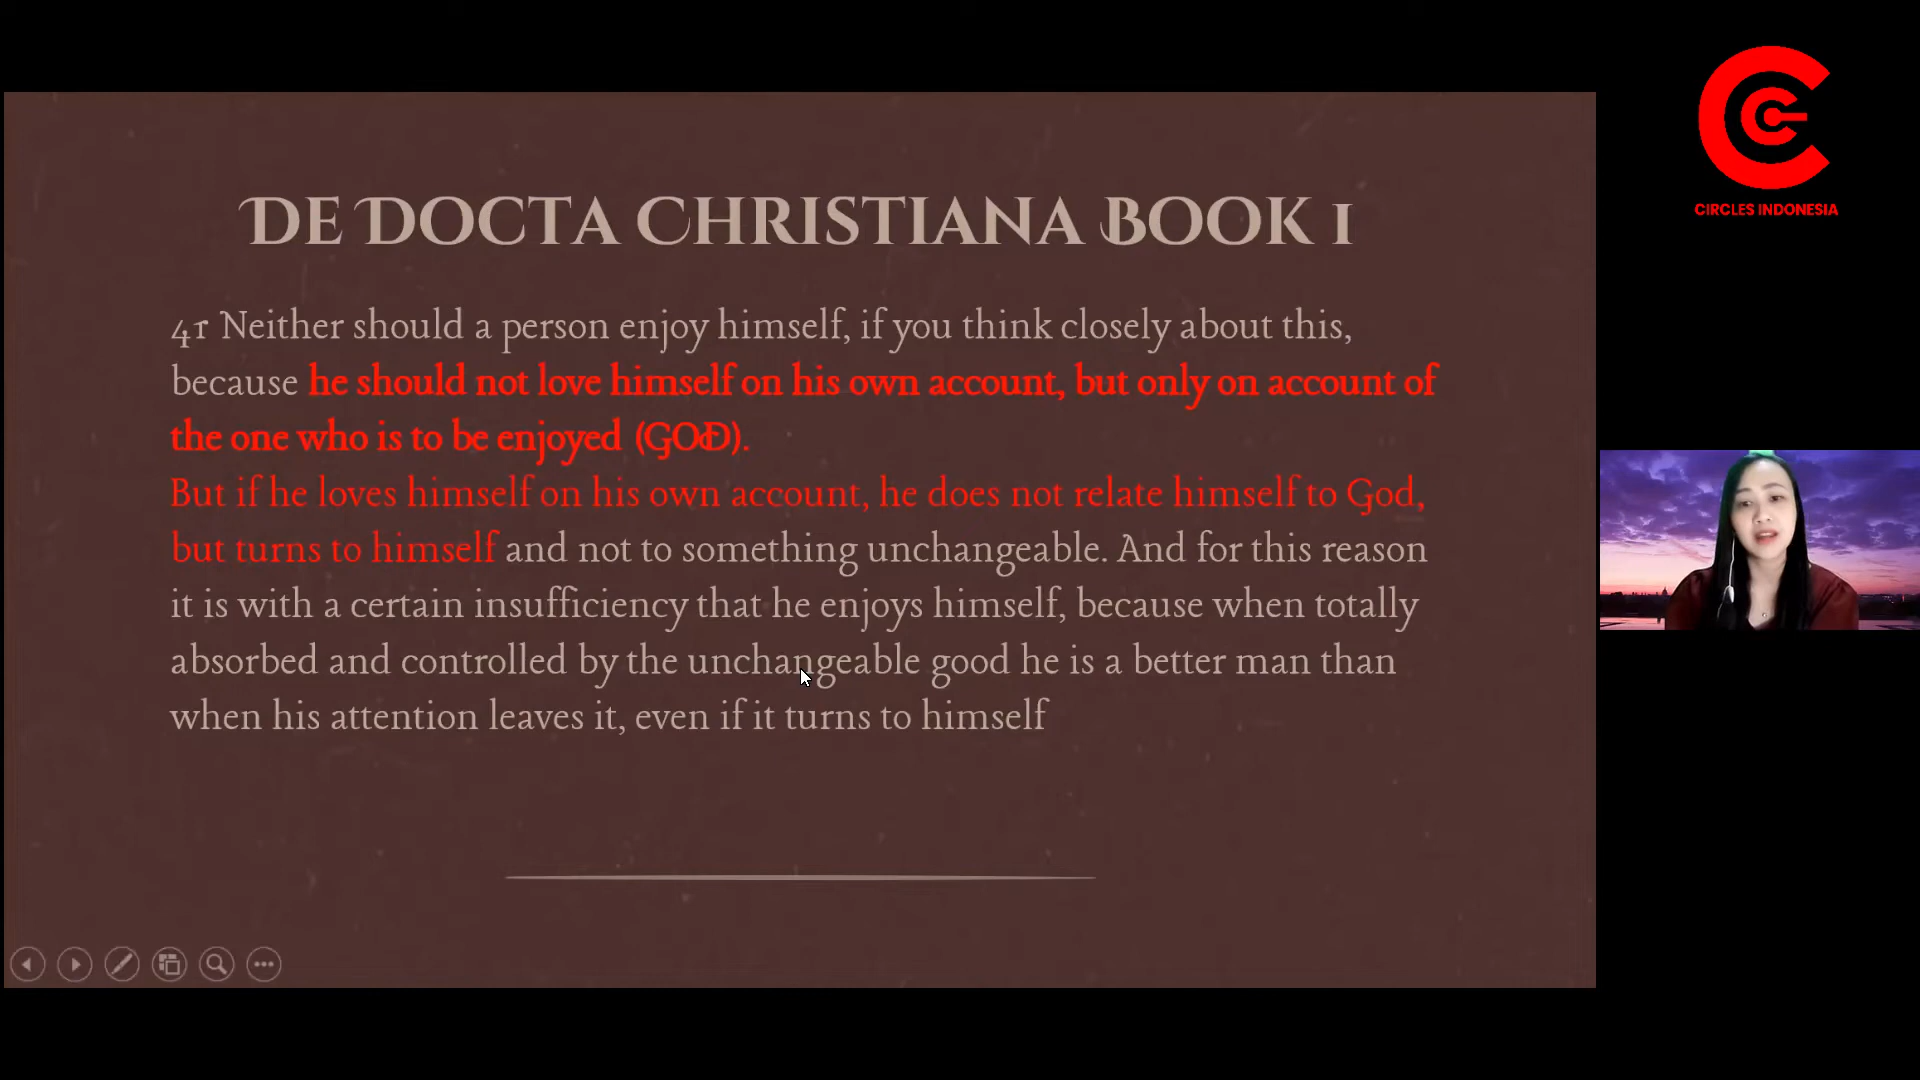 DE DOCTA CHRISTIANA BOOK 1
41 Neither should a person enjoy himself, if you think closely about this,
because he should not love himself on his own account, but only on account of
the one who is to be enjoyed (GOD).
But if he loves himself on his own account, he does not relate himself to God,
but turns to himself and not to something unchangeable. And for this reason
it is with a certain insufficiency that he enjoys himself, because when totally
absorbed and controlled by the unchangeable good he is a better man than
when his attention leaves it, even if it turns to himself
CIRCLES INDONESIA